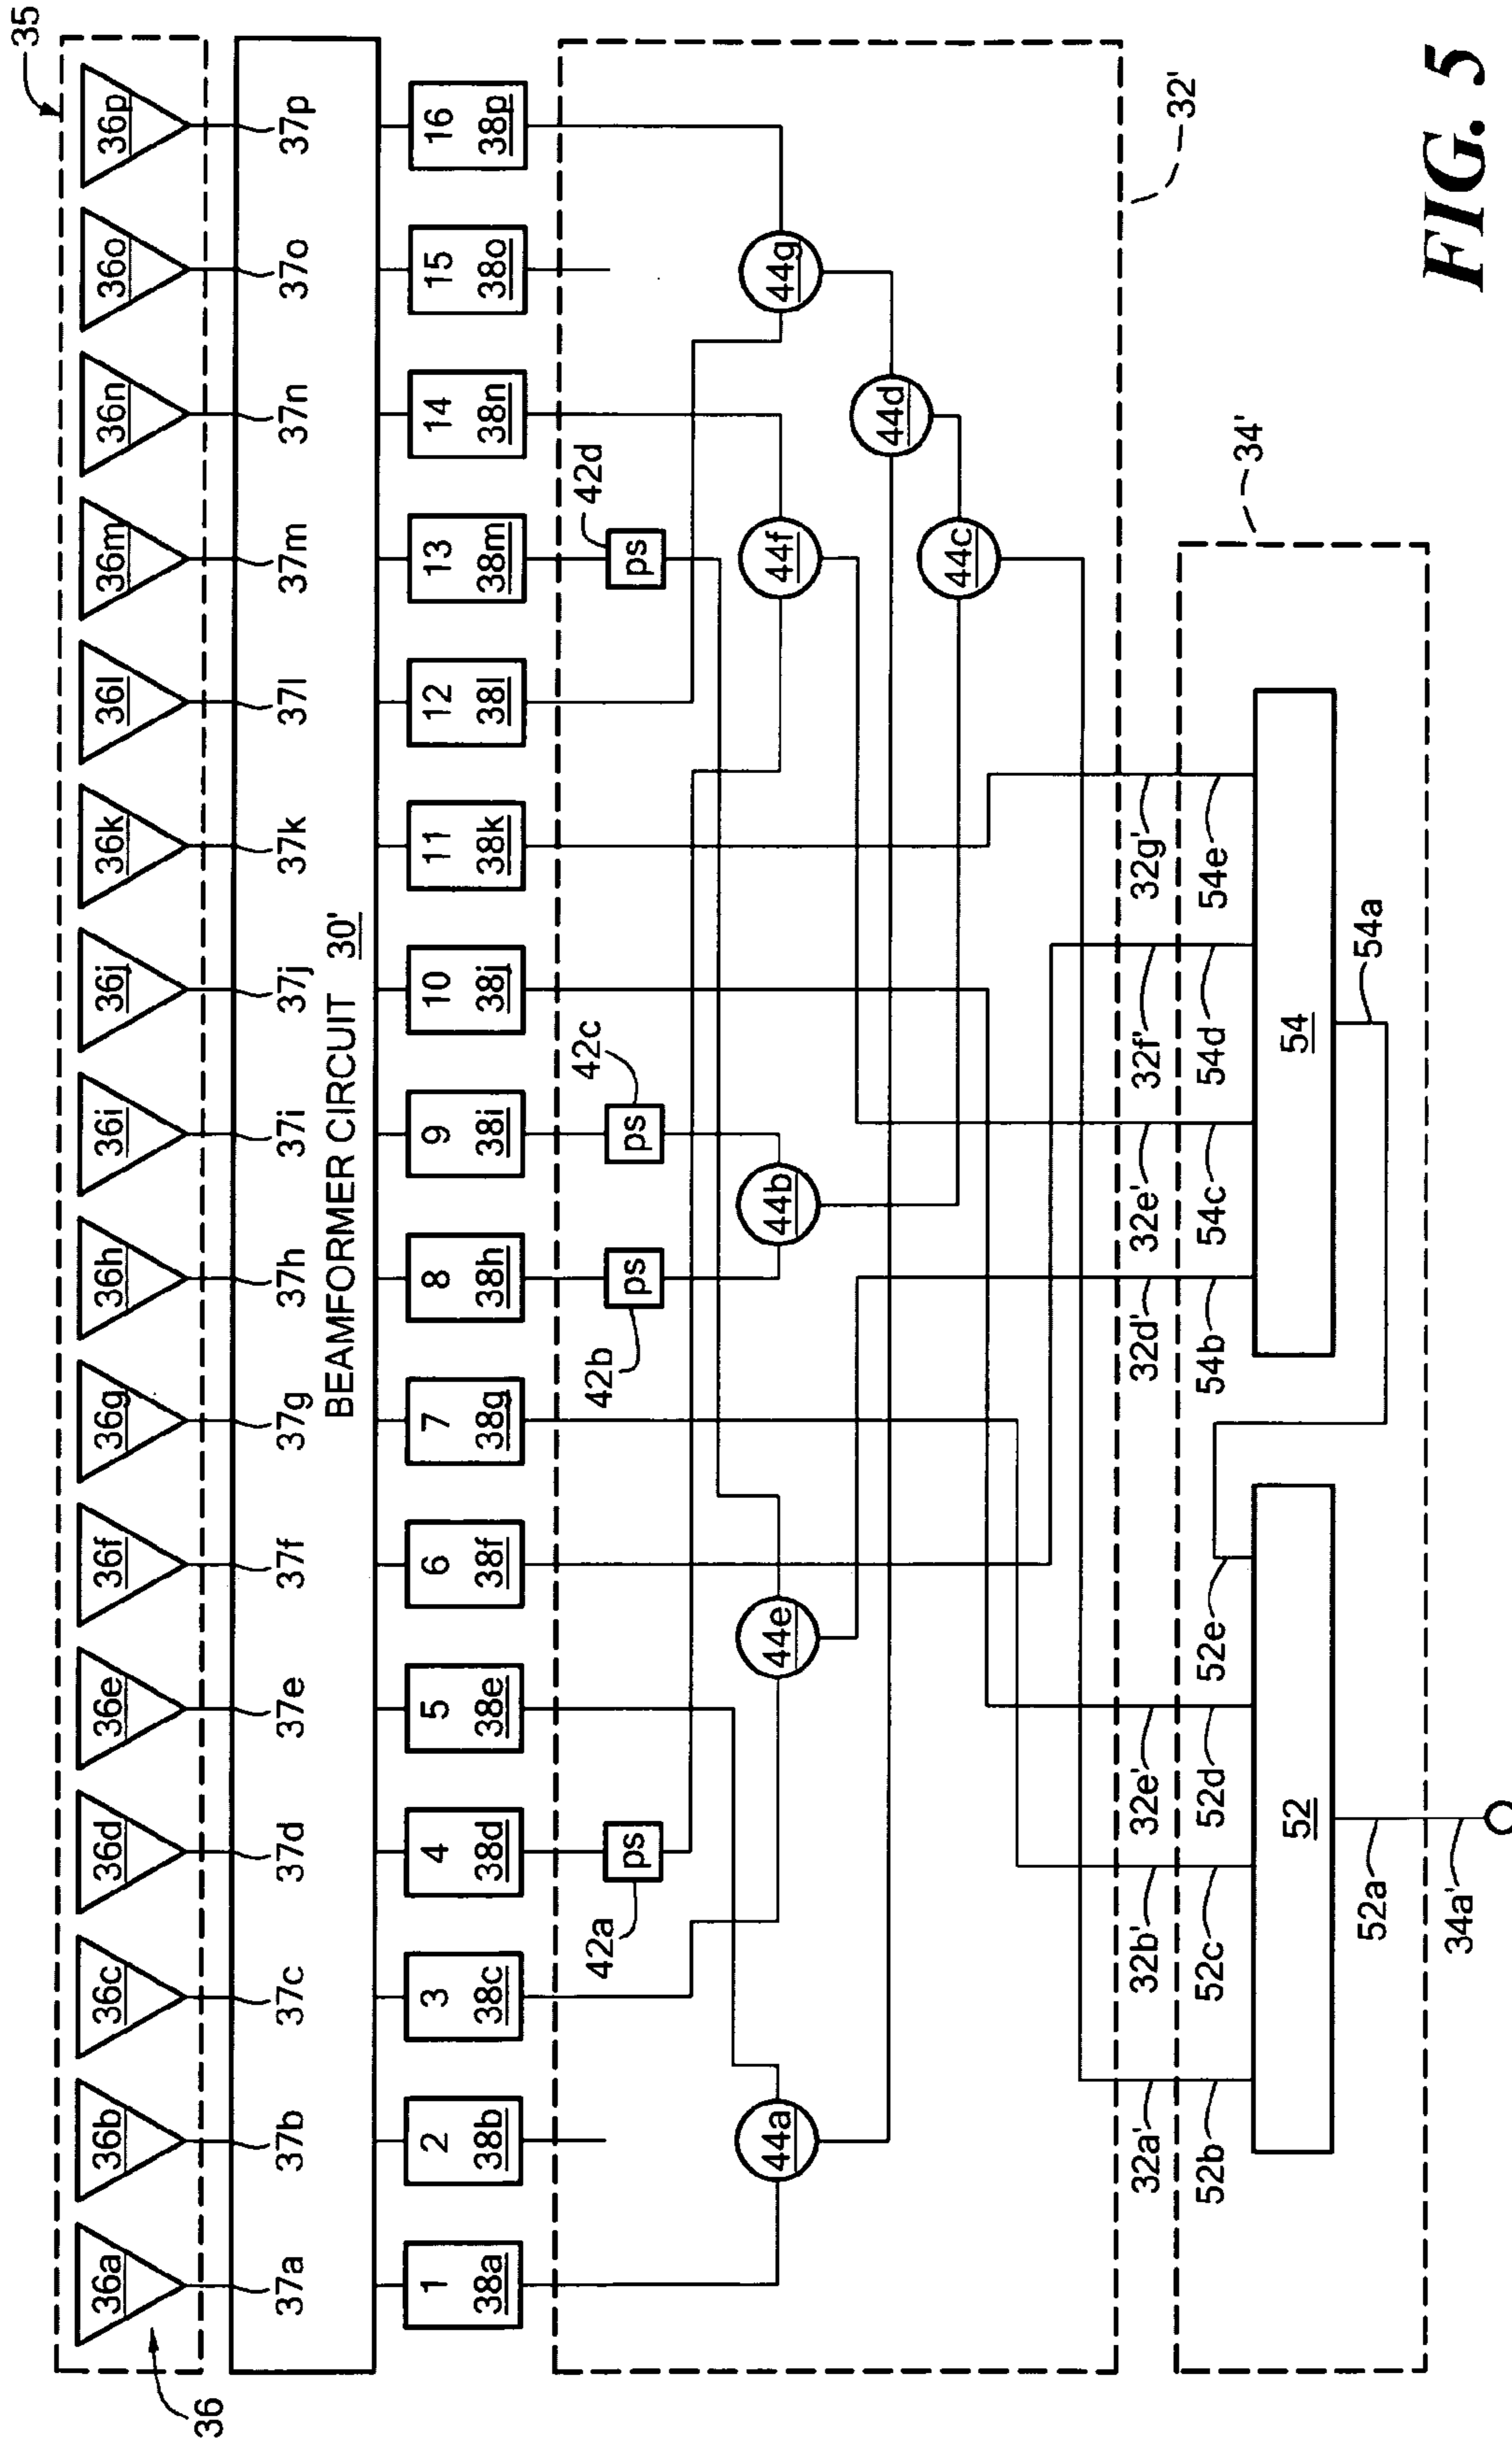 35
36a 36b 36c 36d 36e 36f 36g 36h 36i 36j 36k 36l 36m 36n 36o 36p
36
37a 37b 37c 37d 37e 37f 37g 37h 37i 37j 37k 37l 37m 37n 37o 37p
BEAMFORMER CIRCUIT 30'
1 2 3 4 5 6 7 8 9 10 11 12 13 14 15 16
38a 38b 38c 38d 38e 38f 38g 38h 38i 38j 38k 38l 38m 38n 38o 38p
42a 42b 42c 42d
ps ps ps ps
44a 44e 44b 44f 44g
44d
44c
32'
32a' 32b' 32e' 32d' 32e' 32f' 32g'
34'
52b 52c 52d 52e 54b 54c 54d 54e
52 54
52a 54a
34a'
FIG. 5